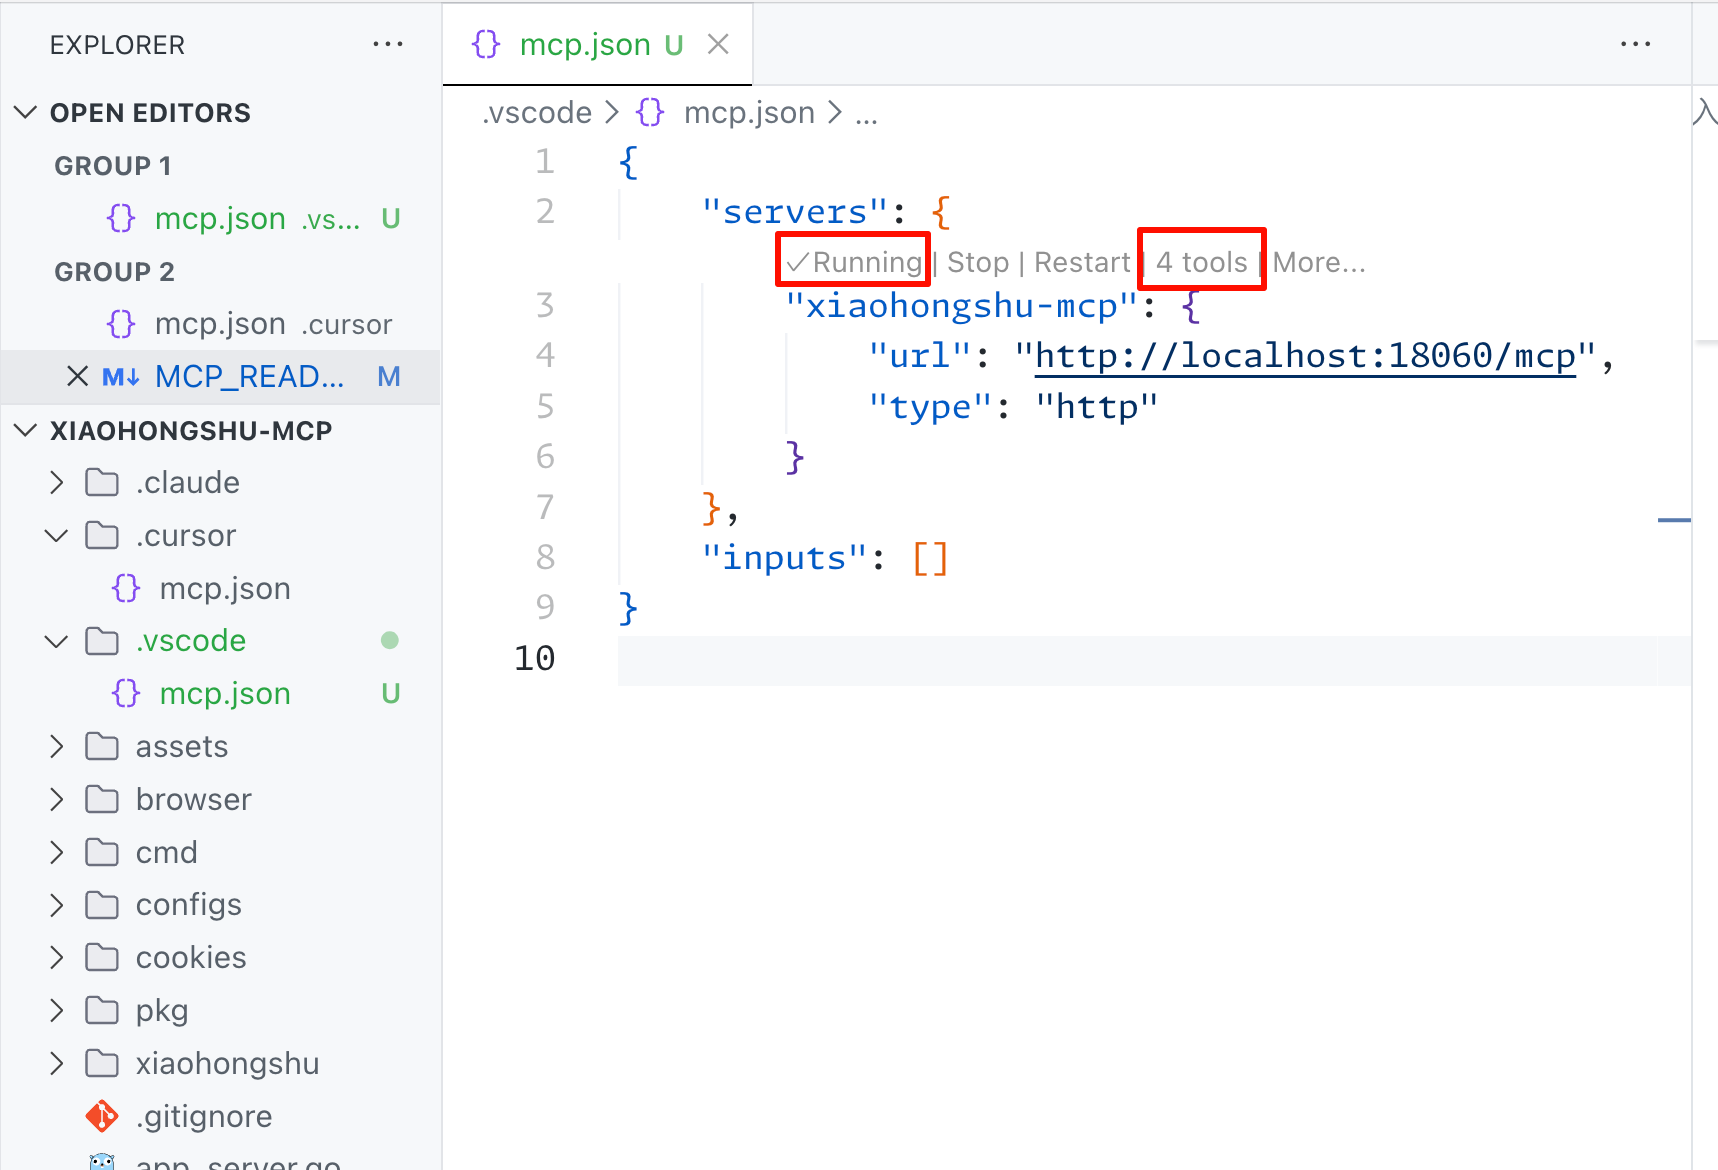 EXPLORER
OPEN EDITORS
GROUP 1
mcp.json .vs... U
GROUP 2
mcp.json .cursor
MCP_READ... M
XIAOHONGSHU-MCP
.claude
.cursor
mcp.json
.vscode
mcp.json U
assets
browser
cmd
configs
cookies
pkg
xiaohongshu
.gitignore
app_server.go
mcp.json U
.vscode > {} mcp.json > ...
1 {
2 "servers": {
✓Running | Stop | Restart | 4 tools | More...
3 "xiaohongshu-mcp": {
4 "url": "http://localhost:18060/mcp",
5 "type": "http"
6 }
7 },
8 "inputs": []
9 }
10
入